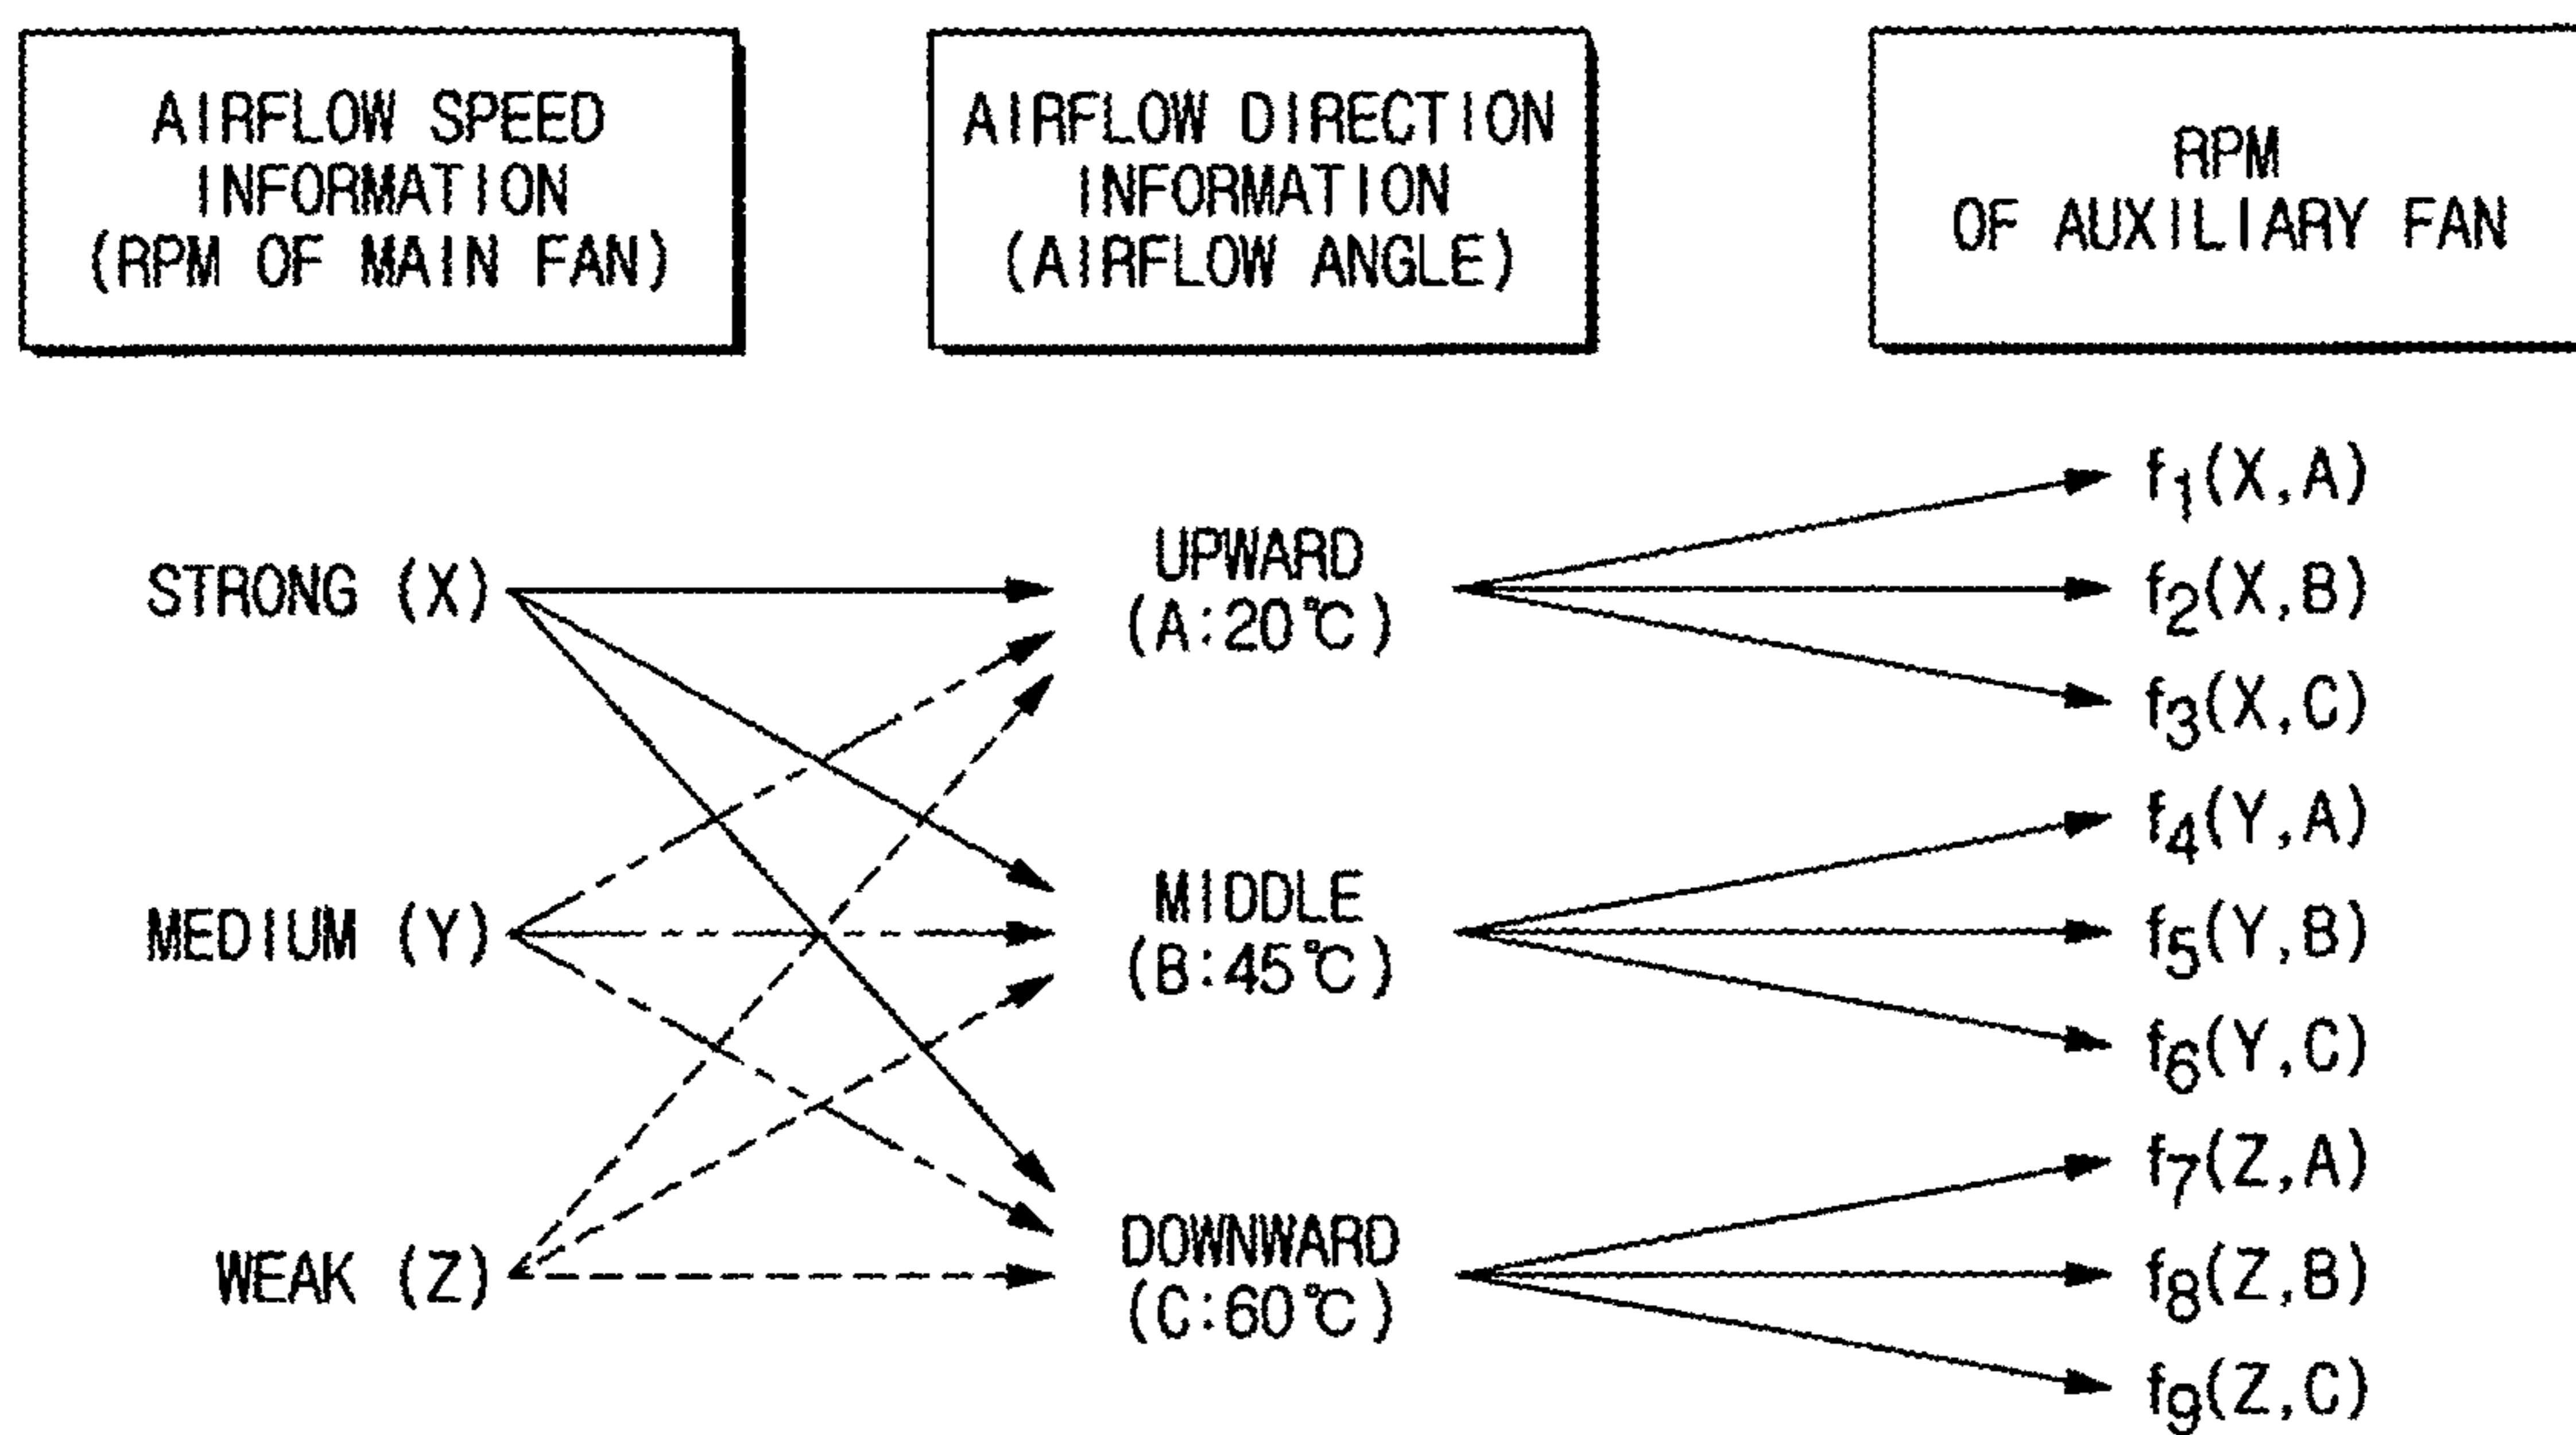 AIRFLOW SPEED
INFORMATION
(RPM OF MAIN FAN)
AIRFLOW DIRECTION
INFORMATION
(AIRFLOW ANGLE)
RPM
OF AUXILIARY FAN
STRONG (X)
MEDIUM (Y)
WEAK (Z)
UPWARD
(A:20℃)
MIDDLE
(B:45℃)
DOWNWARD
(C:60℃)
f₁(X,A)
f₂(X,B)
f₃(X,C)
f₄(Y,A)
f₅(Y,B)
f₆(Y,C)
f₇(Z,A)
f₈(Z,B)
f₉(Z,C)